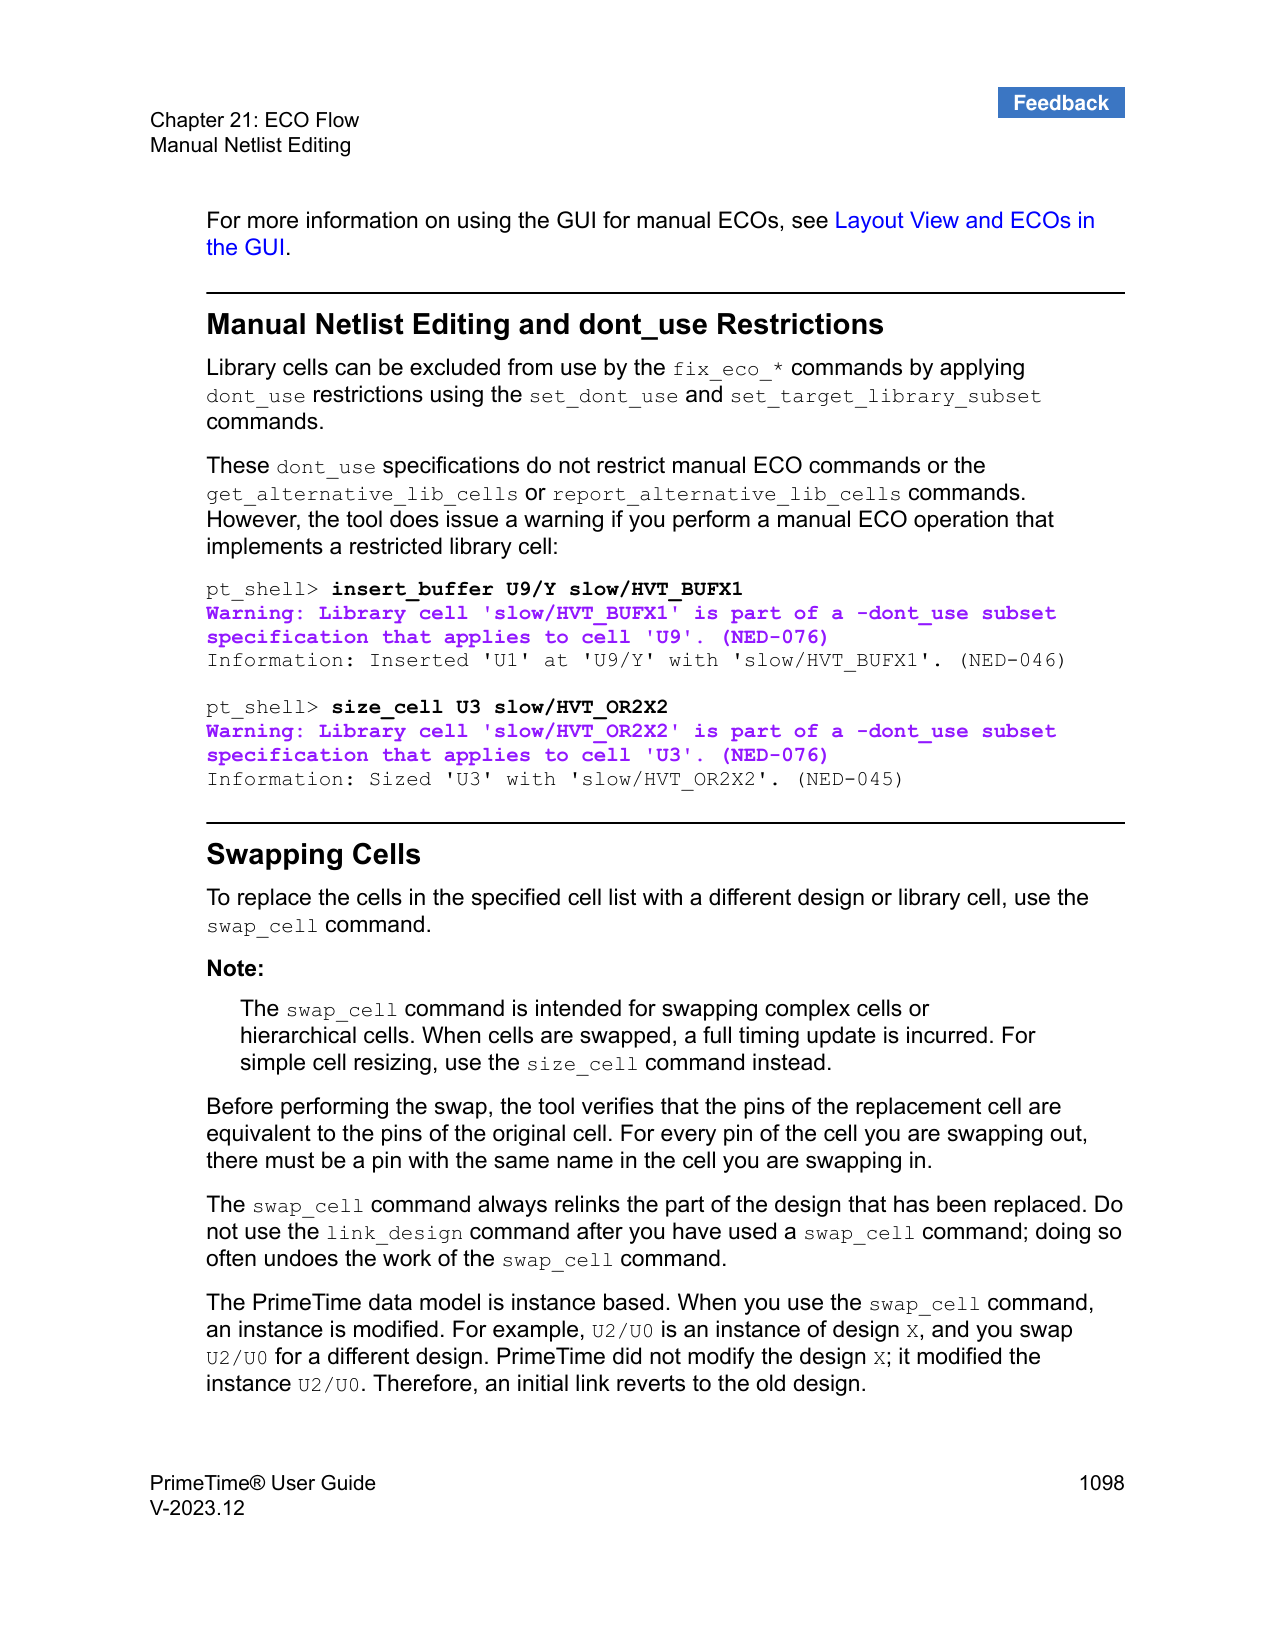 Feedback
Chapter 21: ECO Flow
Manual Netlist Editing
For more information on using the GUI for manual ECOs, see Layout View and ECOs in
the GUI.
Manual Netlist Editing and dont_use Restrictions
Library cells can be excluded from use by the fix_eco_* commands by applying
dont_use restrictions using the set_dont_use and set_target_library_subset
commands.
These dont_use specifications do not restrict manual ECO commands or the
get_alternative_lib_cells or report_alternative_lib_cells commands.
However, the tool does issue a warning if you perform a manual ECO operation that
implements a restricted library cell:
pt_shell> insert_buffer U9/Y slow/HVT_BUFX1
Warning: Library cell 'slow/HVT_BUFX1' is part of a -dont_use subset
specification that applies to cell 'U9'. (NED-076)
Information: Inserted 'U1' at 'U9/Y' with 'slow/HVT_BUFX1'. (NED-046)
pt_shell> size_cell U3 slow/HVT_OR2X2
Warning: Library cell 'slow/HVT_OR2X2' is part of a -dont_use subset
specification that applies to cell 'U3'. (NED-076)
Information: Sized 'U3' with 'slow/HVT_OR2X2'. (NED-045)
Swapping Cells
To replace the cells in the specified cell list with a different design or library cell, use the
swap_cell command.
Note:
The swap_cell command is intended for swapping complex cells or
hierarchical cells. When cells are swapped, a full timing update is incurred. For
simple cell resizing, use the size_cell command instead.
Before performing the swap, the tool verifies that the pins of the replacement cell are
equivalent to the pins of the original cell. For every pin of the cell you are swapping out,
there must be a pin with the same name in the cell you are swapping in.
The swap_cell command always relinks the part of the design that has been replaced. Do
not use the link_design command after you have used a swap_cell command; doing so
often undoes the work of the swap_cell command.
The PrimeTime data model is instance based. When you use the swap_cell command,
an instance is modified. For example, U2/U0 is an instance of design X, and you swap
U2/U0 for a different design. PrimeTime did not modify the design X; it modified the
instance U2/U0. Therefore, an initial link reverts to the old design.
PrimeTime® User Guide
1098
V-2023.12